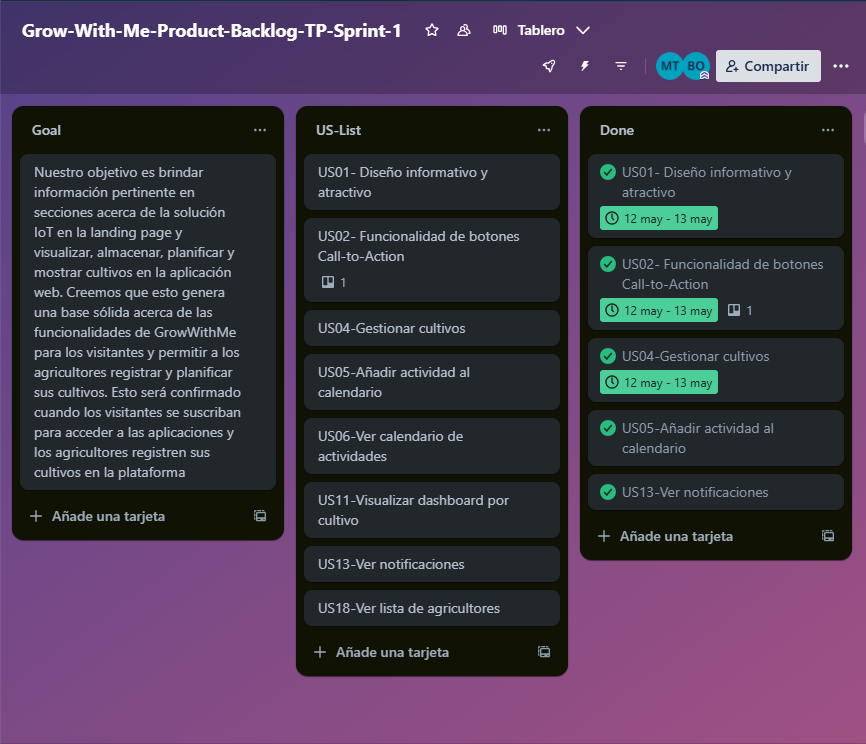 Grow-With-Me-Product-Backlog-TP-Sprint-1
Tablero
MT
BO
Compartir
Goal
Nuestro objetivo es brindar
información pertinente en
secciones acerca de la solución
IoT en la landing page y
visualizar, almacenar, planificar y
mostrar cultivos en la aplicación
web. Creemos que esto genera
una base sólida acerca de las
funcionalidades de GrowWithMe
para los visitantes y permitir a los
agricultores registrar y planificar
sus cultivos. Esto será confirmado
cuando los visitantes se suscriban
para acceder a las aplicaciones y
los agricultores registren sus
cultivos en la plataforma
Añade una tarjeta
US-List
US01- Diseño informativo y
atractivo
US02- Funcionalidad de botones
Call-to-Action
1
US04-Gestionar cultivos
US05-Añadir actividad al
calendario
US06-Ver calendario de
actividades
US11-Visualizar dashboard por
cultivo
US13-Ver notificaciones
US18-Ver lista de agricultores
Añade una tarjeta
Done
US01- Diseño informativo y
atractivo
12 may - 13 may
US02- Funcionalidad de botones
Call-to-Action
12 may - 13 may
1
US04-Gestionar cultivos
12 may - 13 may
US05-Añadir actividad al
calendario
US13-Ver notificaciones
Añade una tarjeta